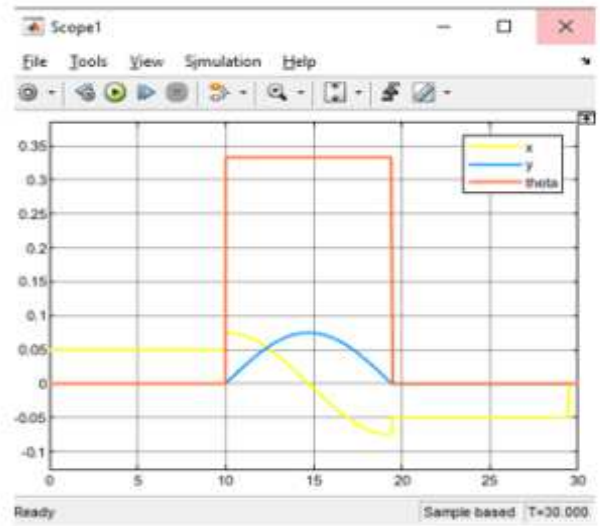 Scope1
File Tools View Simulation Help
0.35
0.3
0.25
0.2
0.15
0.1
0.05
0
-0.05
-0.1
x
y
theta
0 5 10 15 20 25 30
Ready Sample based T=30.000